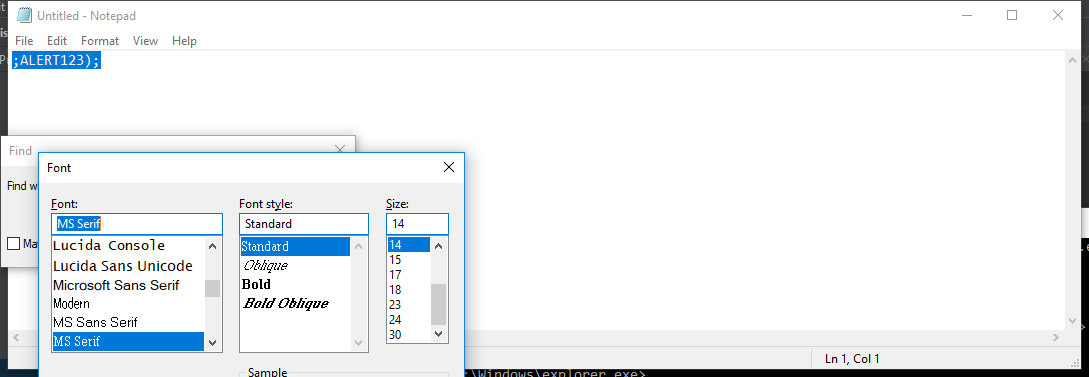 Untitled - Notepad
File Edit Format View Help
;ALERT123);
Find
Font
Find w
Font: Font style: Size:
MS Serif Standard 14
Lucida Console Standard 14
Lucida Sans Unicode Oblique 15
Microsoft Sans Serif Bold 17
Modern Bold Oblique 18
MS Sans Serif 23
MS Serif 24
30
Ma
Sample
Ln 1, Col 1
:\Windows\explorer.exe>